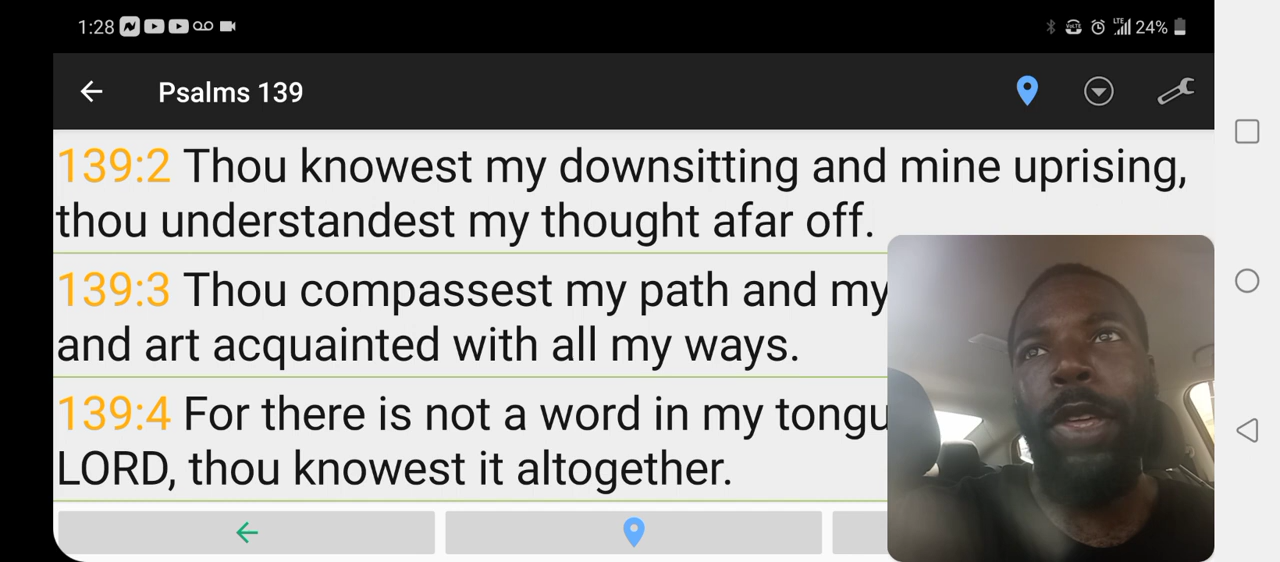 1:28
LTE
24%
Psalms 139
139:2 Thou knowest my downsitting and mine uprising,
thou understandest my thought afar off.
139:3 Thou compassest my path and my
and art acquainted with all my ways.
139:4 For there is not a word in my tongu
LORD, thou knowest it altogether.